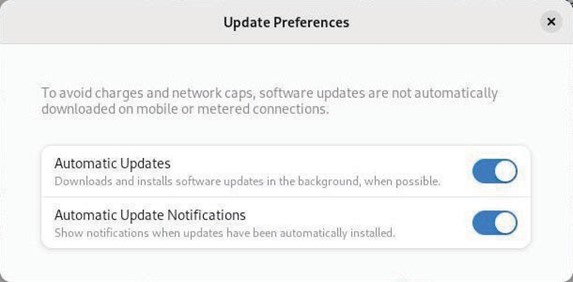 Update Preferences
To avoid charges and network caps, software updates are not automatically
downloaded on mobile or metered connections.
Automatic Updates
Downloads and installs software updates in the background, when possible.
Automatic Update Notifications
Show notifications when updates have been automatically installed.